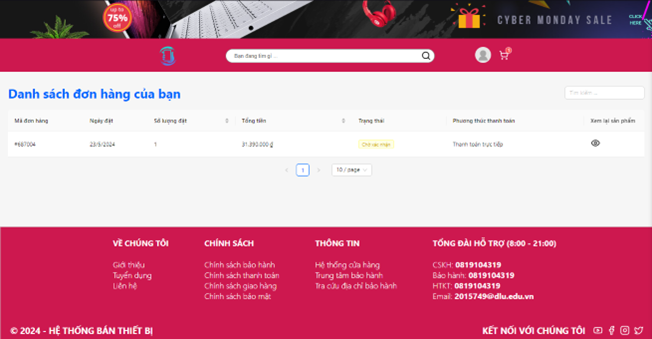 up to
75%
off
CYBER MONDAY SALE
CLICK
HERE
Bạn đang tìm gì ...
Danh sách đơn hàng của bạn
Tìm kiếm ...
Mã đơn hàng Ngày đặt Số lượng đặt Tổng tiền Trạng thái Phương thức thanh toán Xem lại sản phẩm
#687004 23/5/2024 1 31.390.000 ₫ Chờ xác nhận Thanh toán trực tiếp
1 10 / page
VỀ CHÚNG TÔI CHÍNH SÁCH THÔNG TIN TỔNG ĐÀI HỖ TRỢ (8:00 - 21:00)
Giới thiệu Chính sách bảo hành Hệ thống cửa hàng CSKH: 0819104319
Tuyển dụng Chính sách thanh toán Trung tâm bảo hành Bảo hành: 0819104319
Liên hệ Chính sách giao hàng Tra cứu địa chỉ bảo hành HTKT: 0819104319
Chính sách bảo mật Email: 2015749@dlu.edu.vn
© 2024 - HỆ THỐNG BÁN THIẾT BỊ KẾT NỐI VỚI CHÚNG TÔI